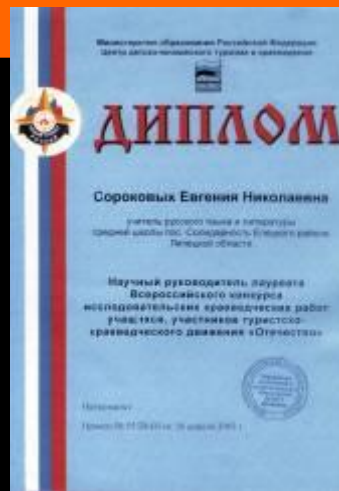 Министерство образования Российской Федерации
Центр детско-юношеского туризма и краеведения
ДИПЛОМ
Сороковых Евгения Николаевна
учитель русского языка и литературы
средней школы пос. Солидарность Елецкого района
Липецкой области
Научный руководитель лауреата
Всероссийского конкурса
исследовательских краеведческих работ
учащихся, участников туристско-
краеведческого движения «Отечество»
Приказ №